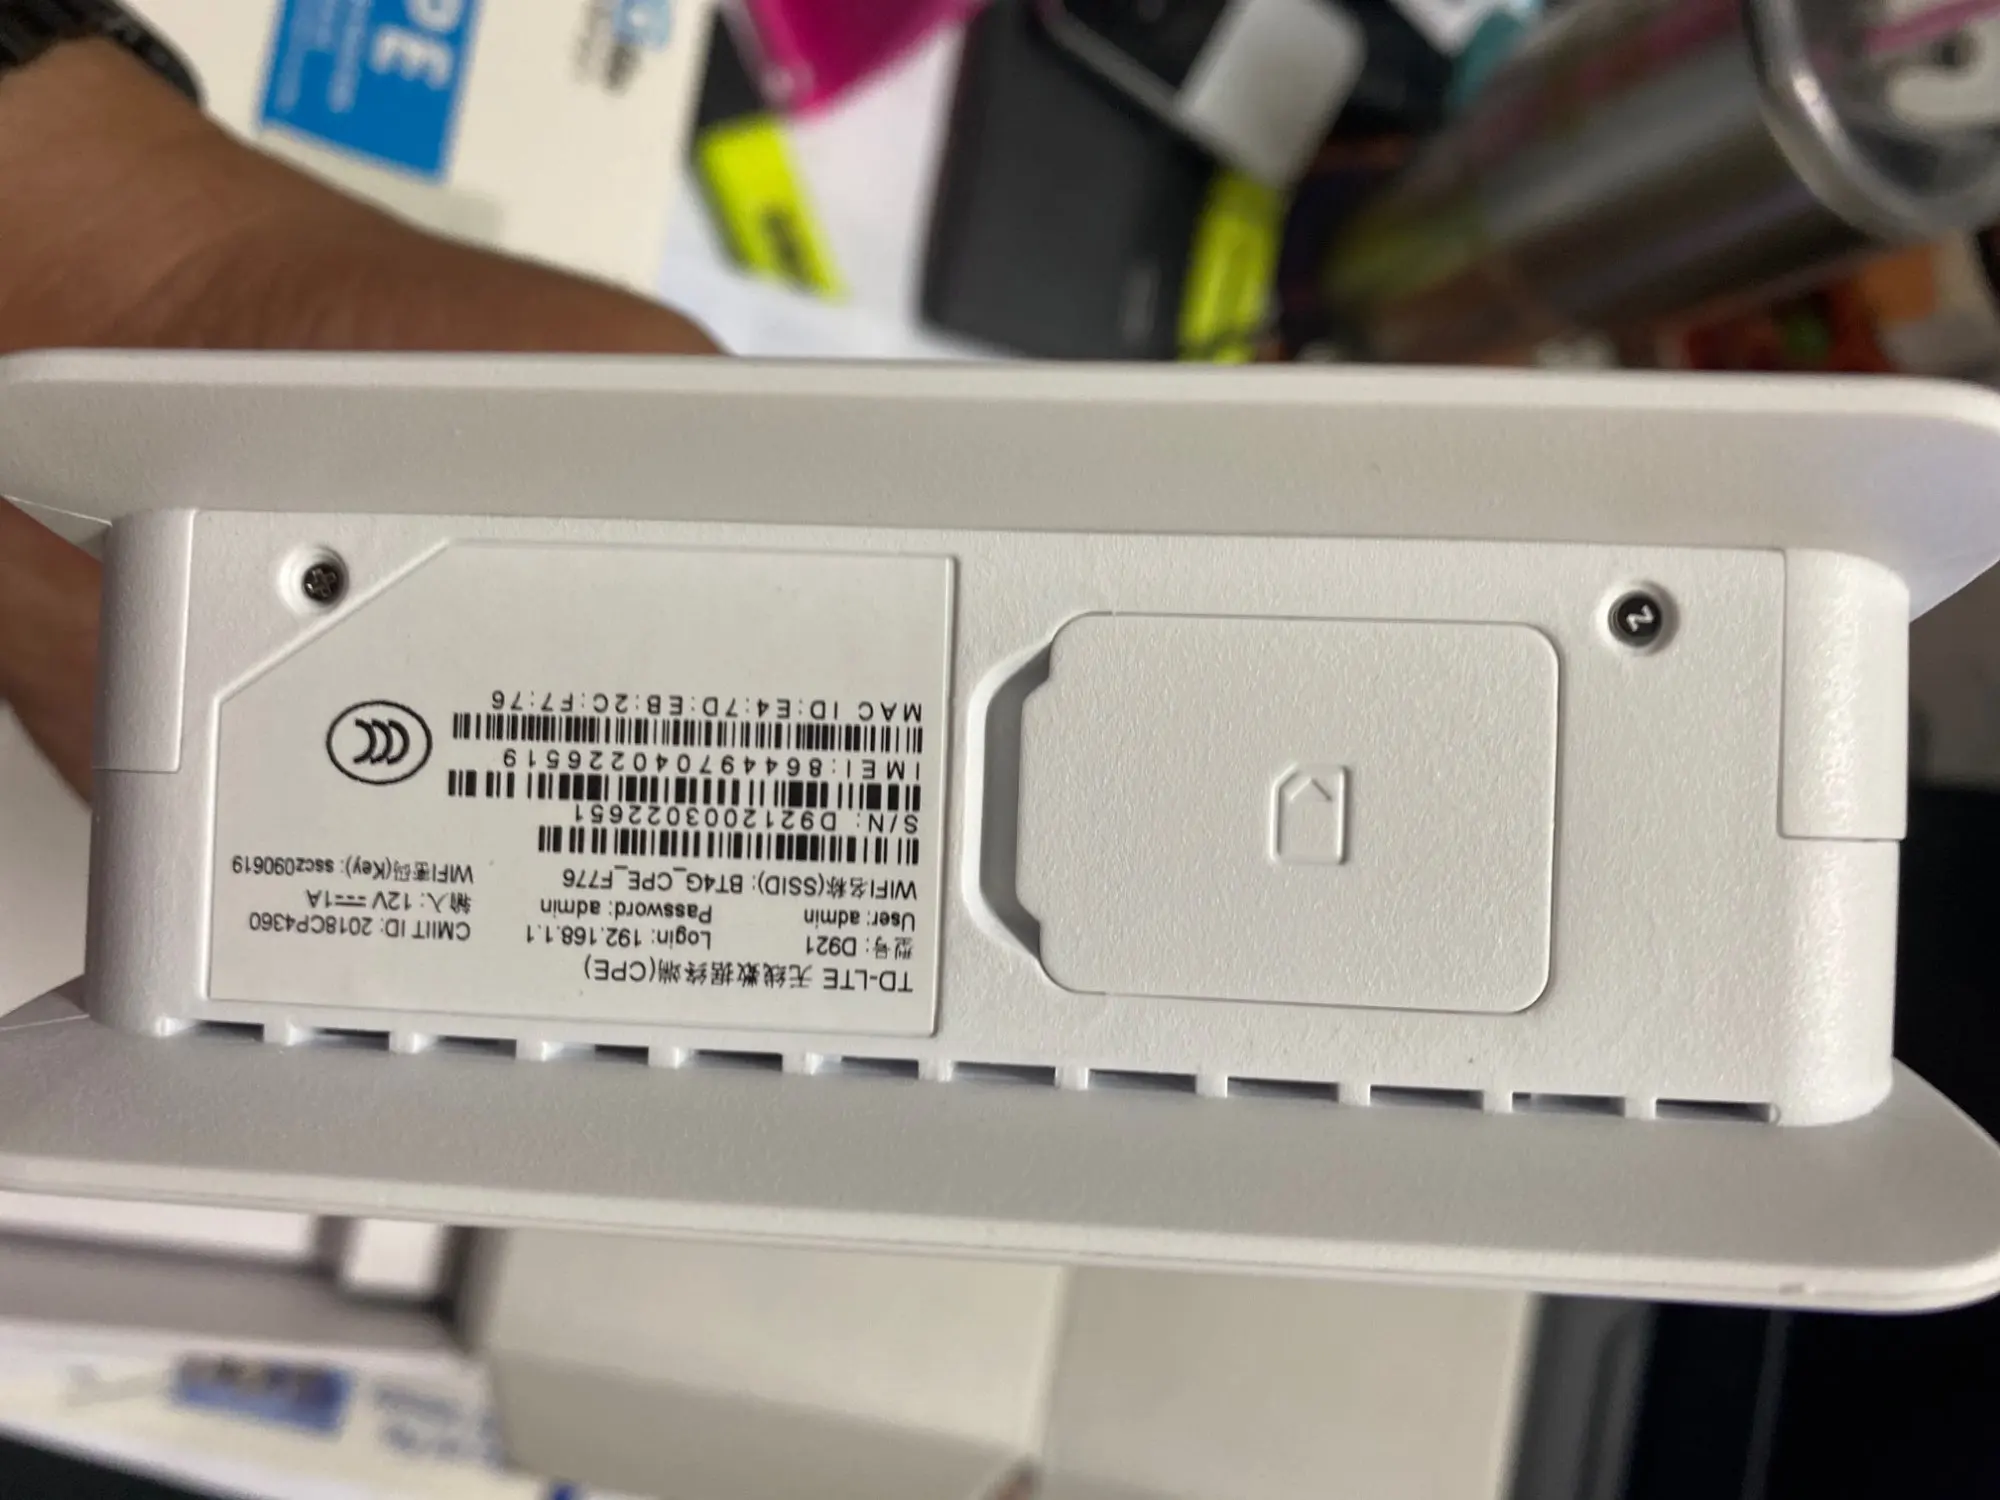 TD-LTE 无线数据终端(CPE)
型号: D921 Login: 192.168.1.1 CMIIT ID: 2018CP4360
User: admin Password: admin 输入: 12V⎓1A
WIFI名称(SSID): BT4G_CPE_F776 WIFI密码(Key): sscz090619
S/N: D9212003022651
IMEI:864497040226519
MAC ID:E4:7D:EB:2C:F7:76
CCC
Z
PE